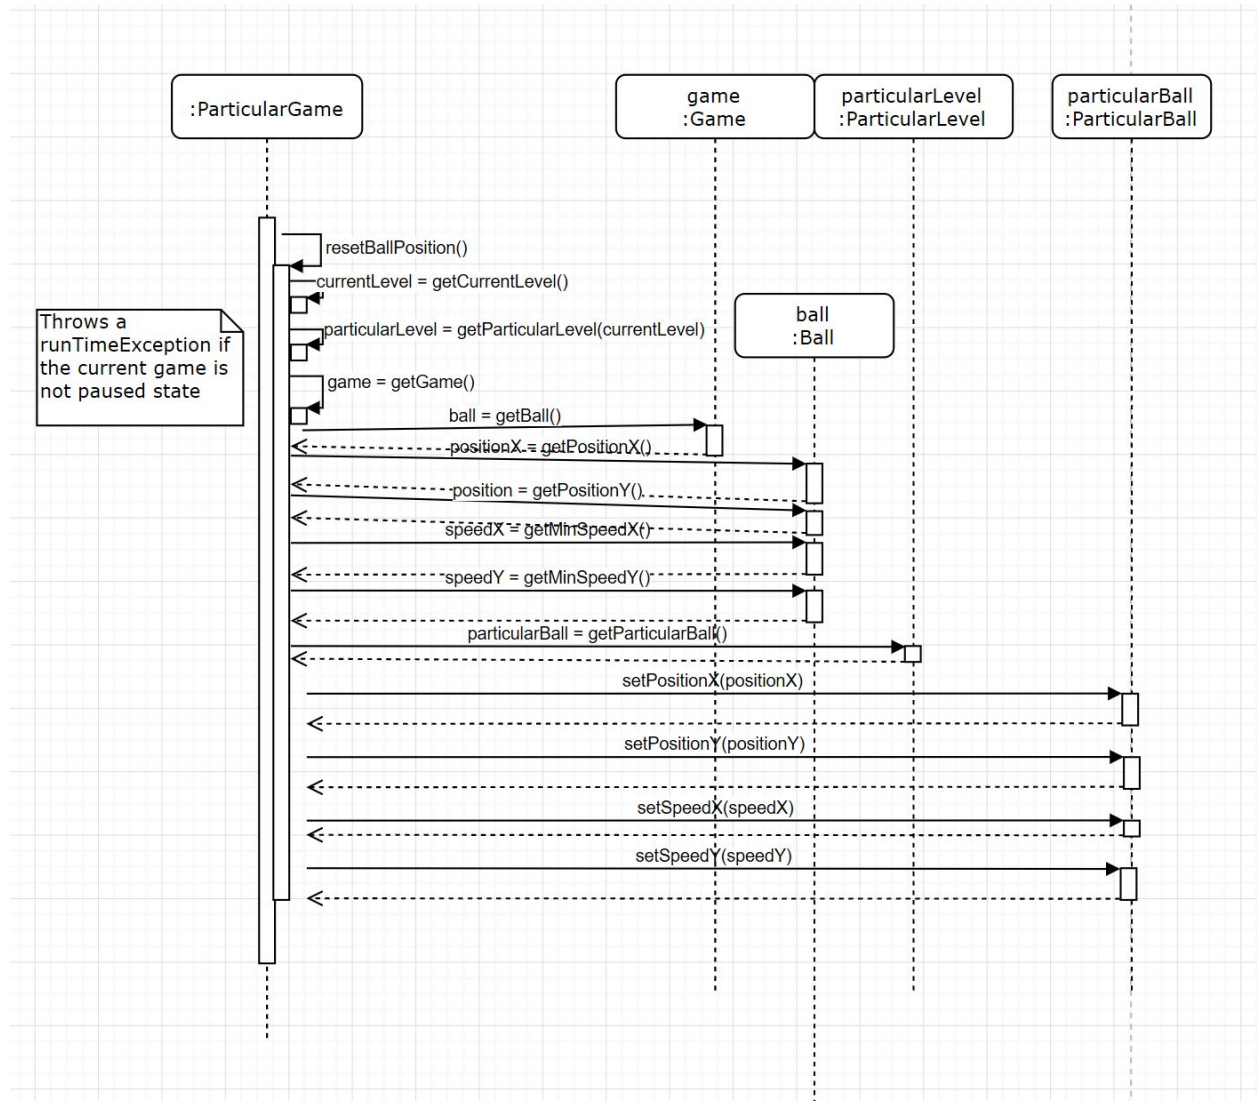 :ParticularGame
game
:Game
particularLevel
:ParticularLevel
particularBall
:ParticularBall
resetBallPosition()
currentLevel = getCurrentLevel()
Throws a
runTimeException if
the current game is
not paused state
particularLevel = getParticularLevel(currentLevel)
ball
:Ball
game = getGame()
ball = getBall()
positionX = getPositionX()
position = getPositionY()
speedX = getMinSpeedX()
speedY = getMinSpeedY()
particularBall = getParticularBall()
setPositionX(positionX)
setPositionY(positionY)
setSpeedX(speedX)
setSpeedY(speedY)